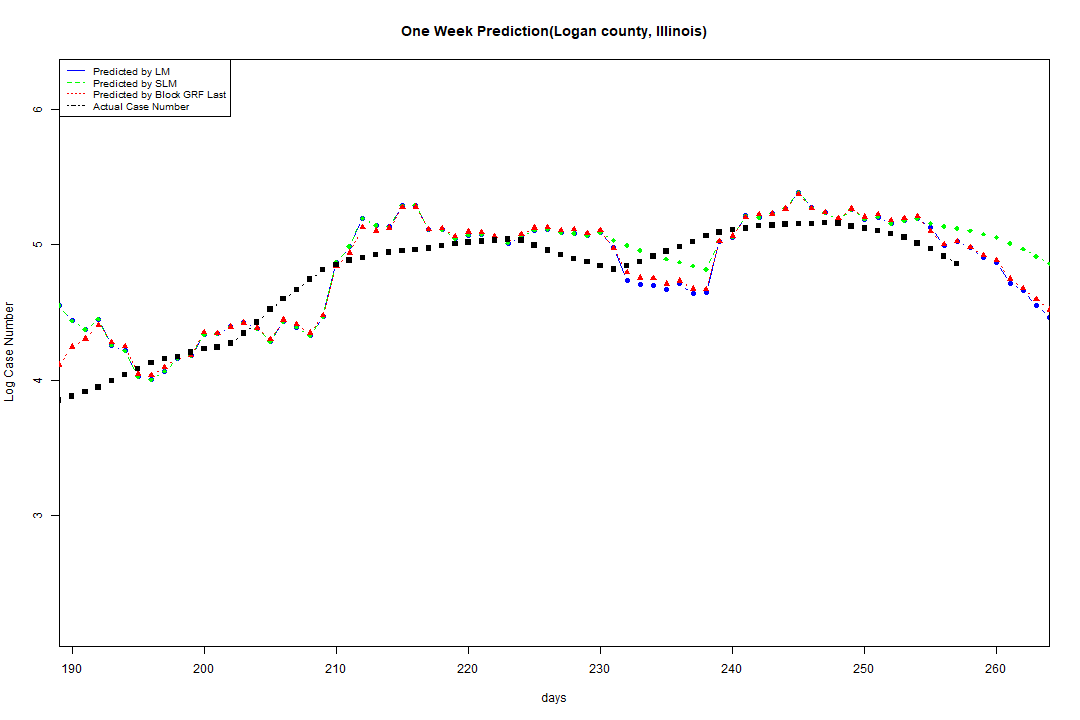 One Week Prediction(Logan county, Illinois)
Predicted by LM
Predicted by SLM
Predicted by Block GRF Last
Actual Case Number
6
5
4
3
Log Case Number
190 200 210 220 230 240 250 260
days